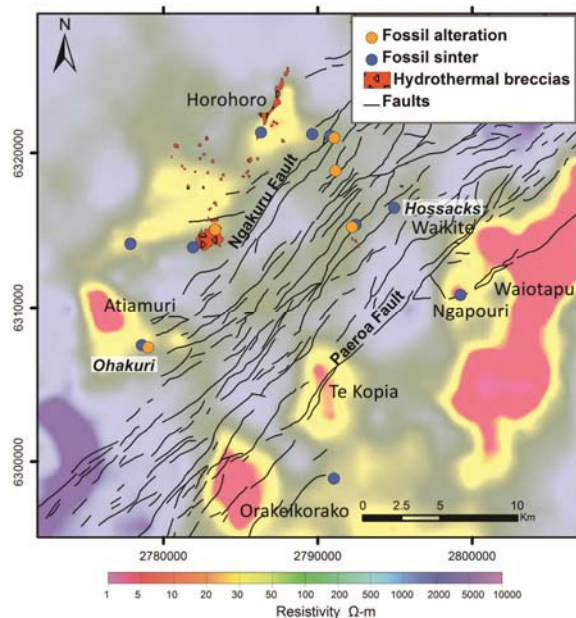 N
Fossil alteration
Fossil sinter
Hydrothermal breccias
Faults
Horohoro
6320000
Ngakuru Fault
Hossacks
Waikite
Waiotapu
6310000
Atiamuri
Ngapouri
Paeroa Fault
Ohakuri
Te Kopia
6300000
Orakeikorako
0 2.5 5 10
Km
2780000 2790000 2800000
1 5 10 20 30 50 100 200 500 1000 2000 5000 10000
Resistivity Ω-m